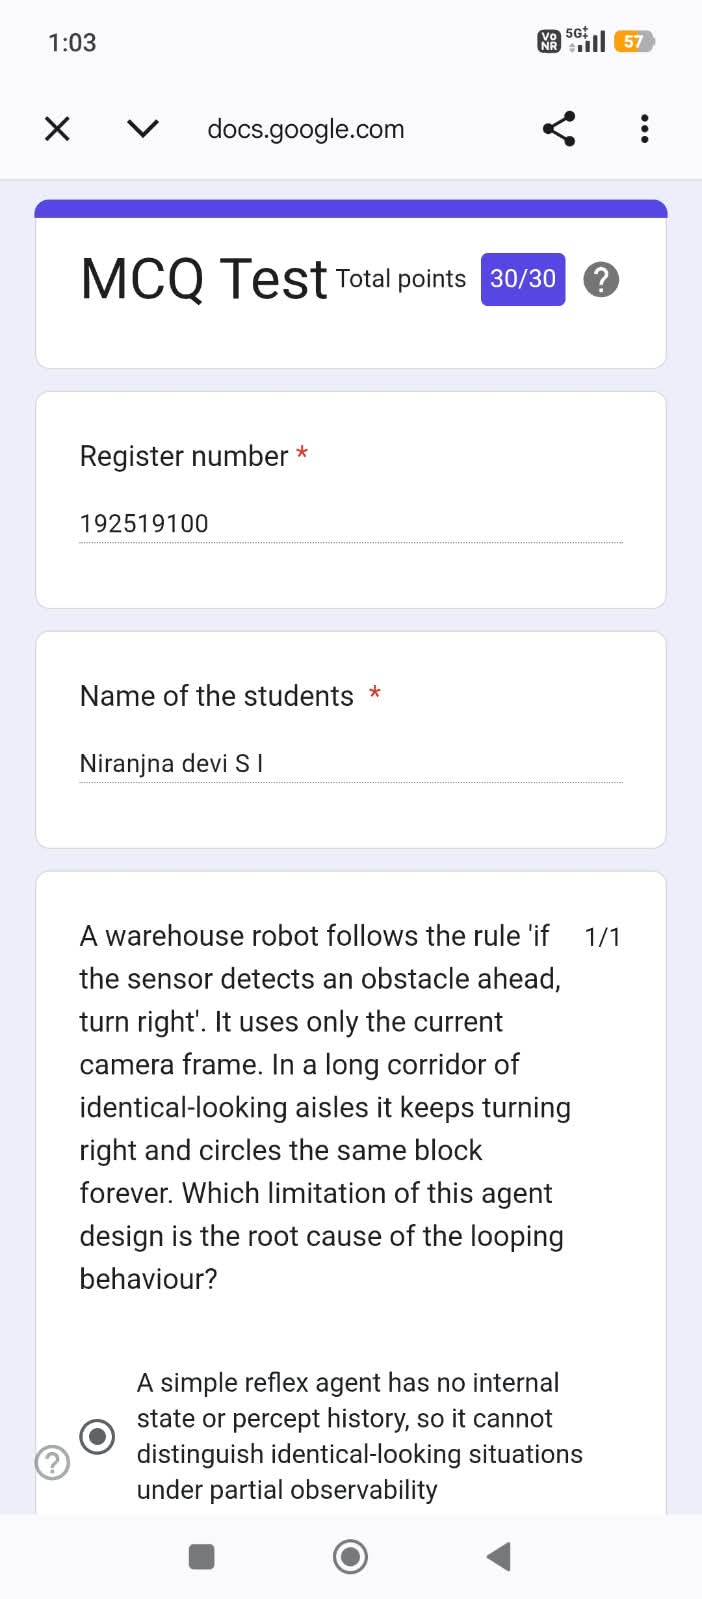 1:03
VO NR 5G 57
docs.google.com
MCQ Test Total points 30/30 ?
Register number *
192519100
Name of the students *
Niranjna devi S I
A warehouse robot follows the rule 'if 1/1
the sensor detects an obstacle ahead,
turn right'. It uses only the current
camera frame. In a long corridor of
identical-looking aisles it keeps turning
right and circles the same block
forever. Which limitation of this agent
design is the root cause of the looping
behaviour?
A simple reflex agent has no internal
state or percept history, so it cannot
distinguish identical-looking situations
under partial observability
?